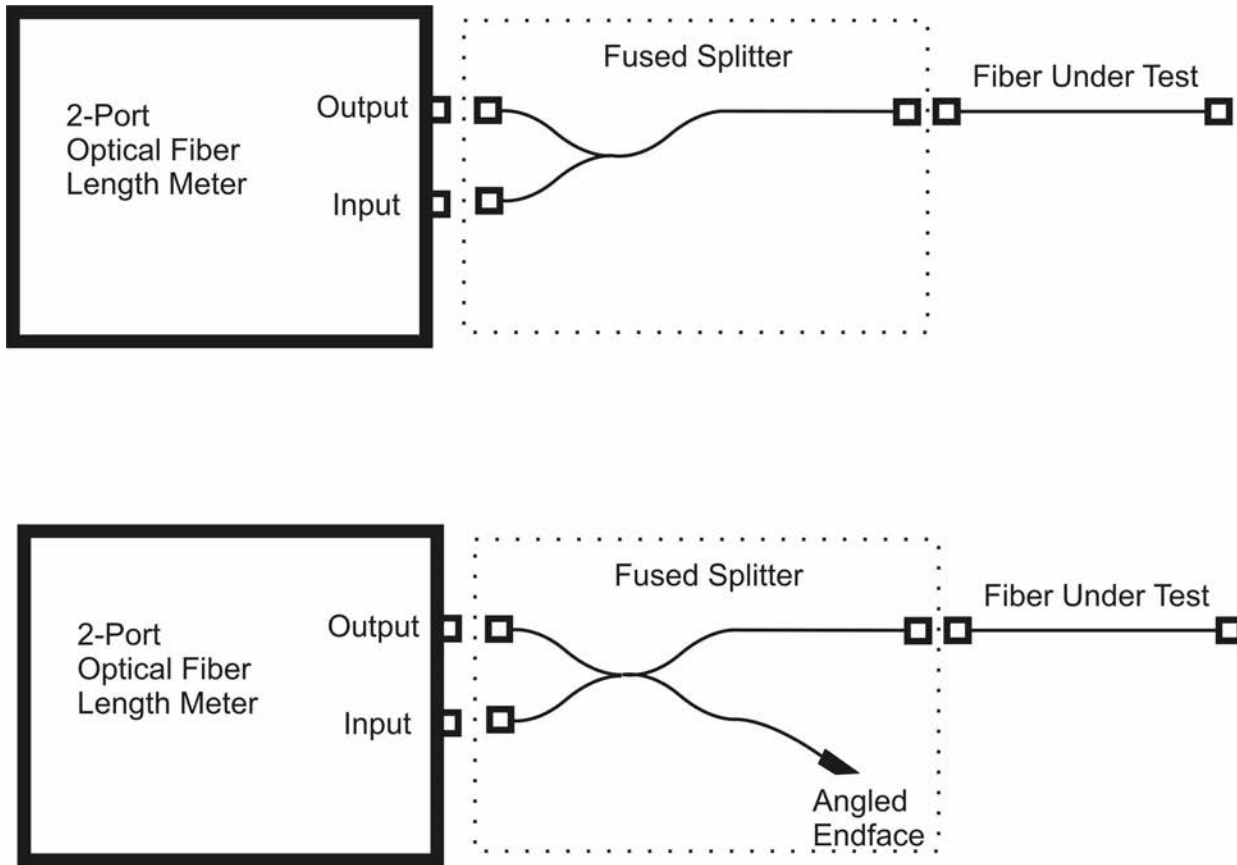 Fused Splitter
Fiber Under Test
2-Port
Optical Fiber
Length Meter
Output
Input
Fused Splitter
Fiber Under Test
2-Port
Optical Fiber
Length Meter
Output
Input
Angled
Endface